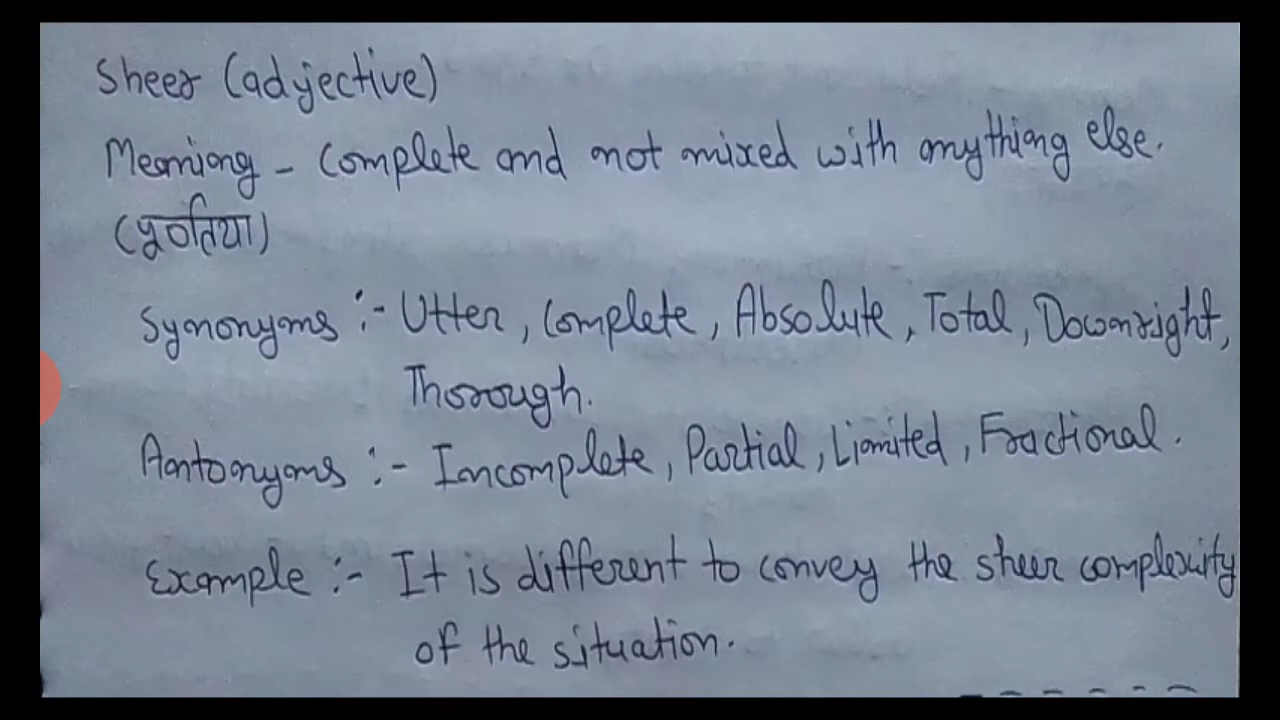 Sheer (adjective)
Meaning - Complete and not mixed with anything else.
(पूर्णतया)
Synonyms :- Utter, Complete, Absolute, Total, Downright,
Thorough.
Antonyms :- Incomplete, Partial, Limited, Fractional.
Example :- It is different to convey the sheer complexity
of the situation.